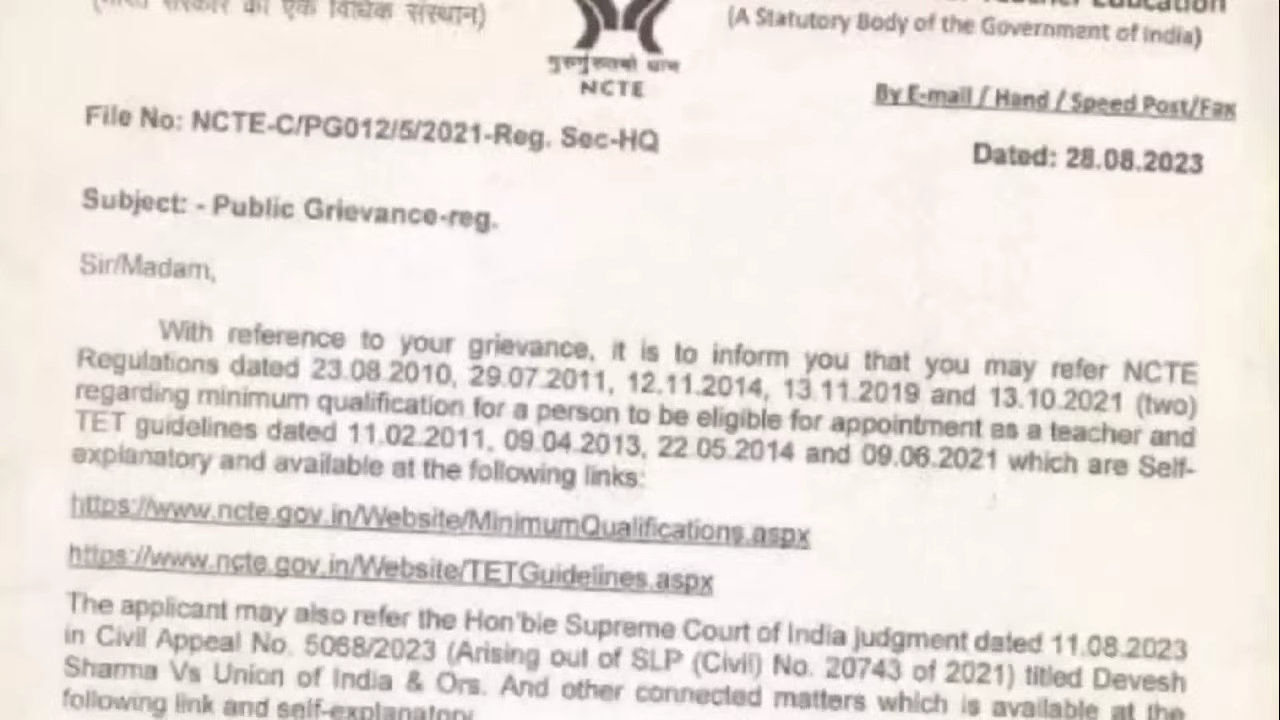 (भारत सरकार का एक विधिक संस्थान)
Education
(A Statutory Body of the Government of India)
NCTE
By E-mail / Hand / Speed Post/Fax
File No: NCTE-C/PG012/5/2021-Reg. Sec-HQ
Dated: 28.08.2023
Subject: - Public Grievance-reg.
Sir/Madam,
With reference to your grievance, it is to inform you that you may refer NCTE
Regulations dated 23.08.2010, 29.07.2011, 12.11.2014, 13.11.2019 and 13.10.2021 (two)
regarding minimum qualification for a person to be eligible for appointment as a teacher and
TET guidelines dated 11.02.2011, 09.04.2013, 22.05.2014 and 09.06.2021 which are Self-
explanatory and available at the following links:
https://www.ncte.gov.in/Website/MinimumQualifications.aspx
https://www.ncte.gov.in/Website/TETGuidelines.aspx
The applicant may also refer the Hon'ble Supreme Court of India judgment dated 11.08.2023
in Civil Appeal No. 5068/2023 (Arising out of SLP (Civil) No. 20743 of 2021) titled Devesh
Sharma Vs Union of India & Ors. And other connected matters which is available at the
following link and self-explanatory